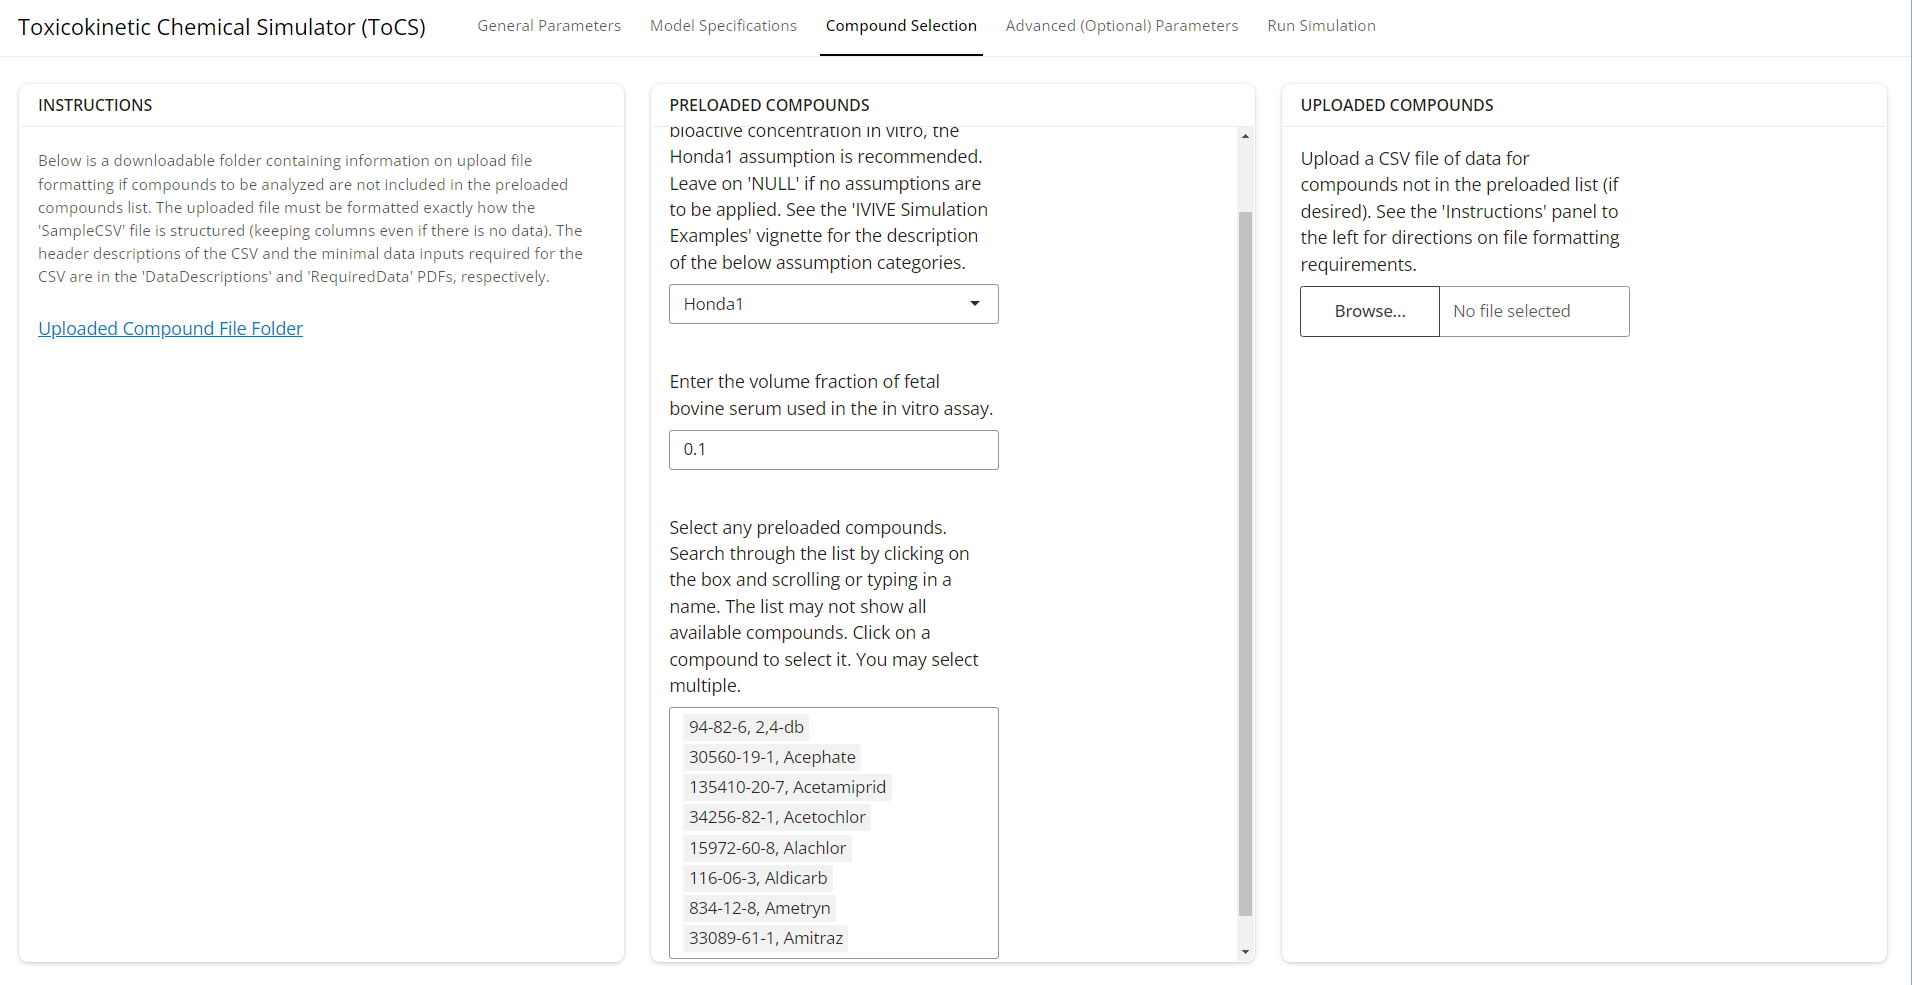 Toxicokinetic Chemical Simulator (ToCS)
General Parameters
Model Specifications
Compound Selection
Advanced (Optional) Parameters
Run Simulation
INSTRUCTIONS
Below is a downloadable folder containing information on upload file
formatting if compounds to be analyzed are not included in the preloaded
compounds list. The uploaded file must be formatted exactly how the
'SampleCSV' file is structured (keeping columns even if there is no data). The
header descriptions of the CSV and the minimal data inputs required for the
CSV are in the 'DataDescriptions' and 'RequiredData' PDFs, respectively.
Uploaded Compound File Folder
PRELOADED COMPOUNDS
bioactive concentration in vitro, the
Honda1 assumption is recommended.
Leave on 'NULL' if no assumptions are
to be applied. See the 'IVIVE Simulation
Examples' vignette for the description
of the below assumption categories.
Honda1
Enter the volume fraction of fetal
bovine serum used in the in vitro assay.
0.1
Select any preloaded compounds.
Search through the list by clicking on
the box and scrolling or typing in a
name. The list may not show all
available compounds. Click on a
compound to select it. You may select
multiple.
94-82-6, 2,4-db
30560-19-1, Acephate
135410-20-7, Acetamiprid
34256-82-1, Acetochlor
15972-60-8, Alachlor
116-06-3, Aldicarb
834-12-8, Ametryn
33089-61-1, Amitraz
UPLOADED COMPOUNDS
Upload a CSV file of data for
compounds not in the preloaded list (if
desired). See the 'Instructions' panel to
the left for directions on file formatting
requirements.
Browse...
No file selected